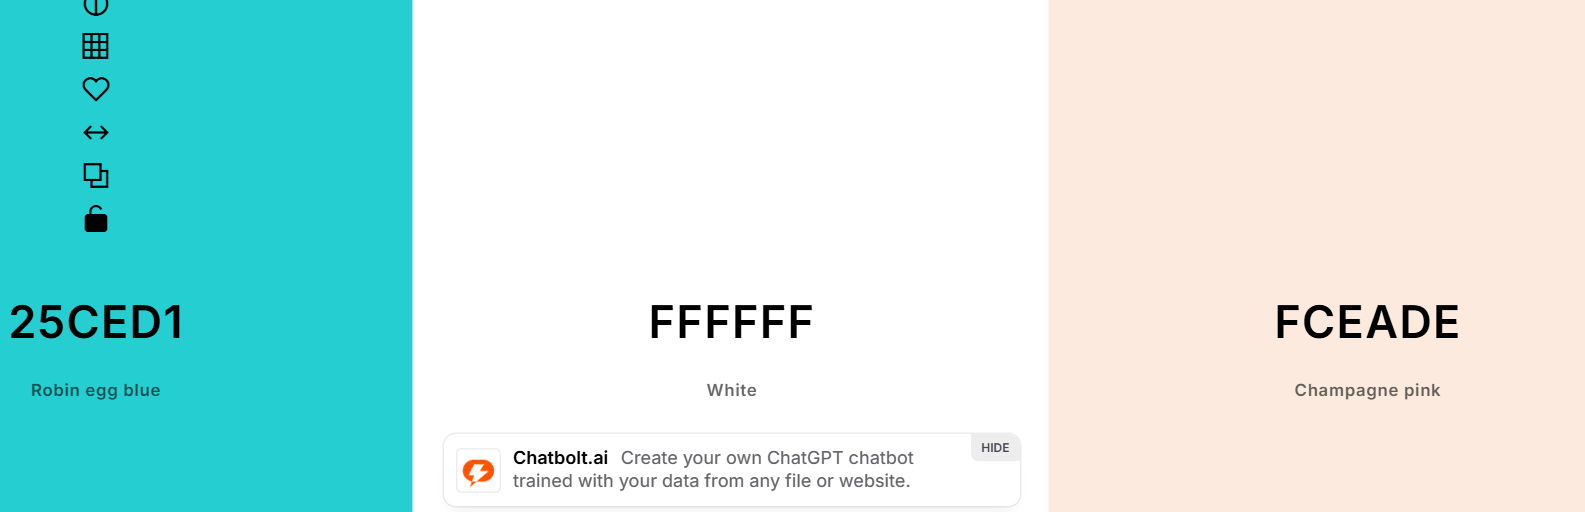 25CED1
Robin egg blue
FFFFFF
White
Chatbolt.ai Create your own ChatGPT chatbot
trained with your data from any file or website.
HIDE
FCEADE
Champagne pink